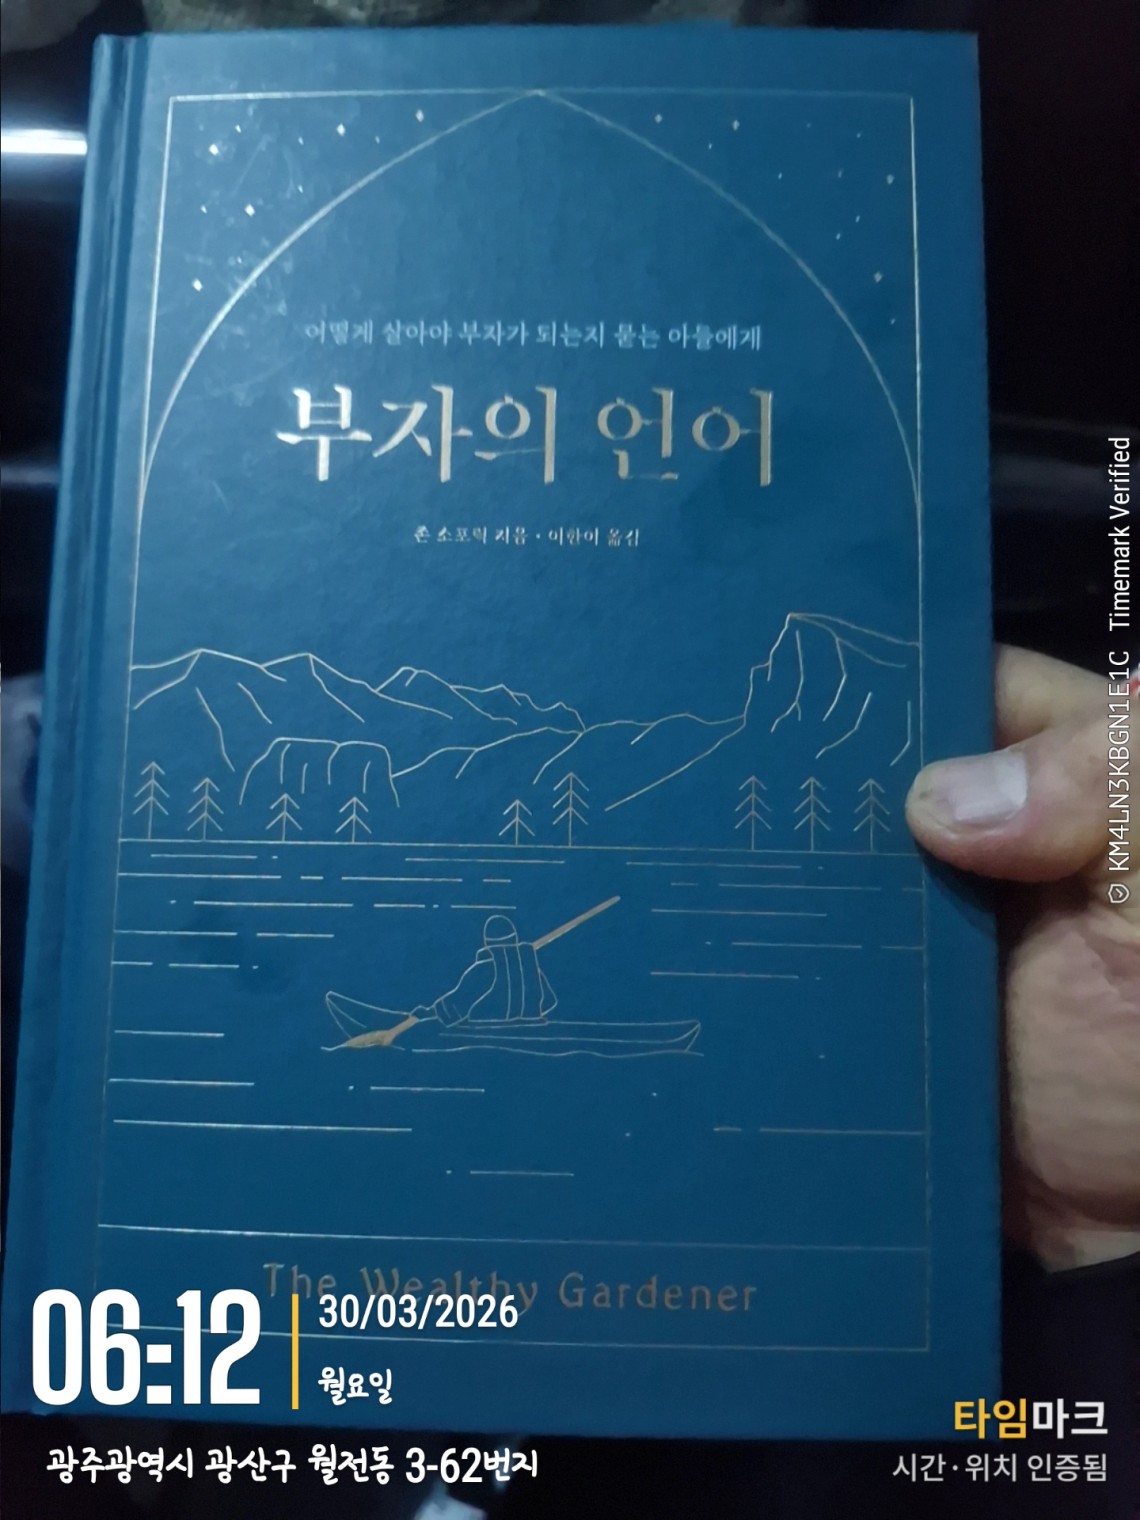 어떻게 살아야 부자가 되는지 묻는 아들에게
부자의 언어
존 소포릭 지음 · 이한이 옮김
The Wealthy Gardener
06:12
30/03/2026
월요일
광주광역시 광산구 월전동 3-62번지
타임마크
시간·위치 인증됨
KM4LN3KBGN1E1C Timemark Verified